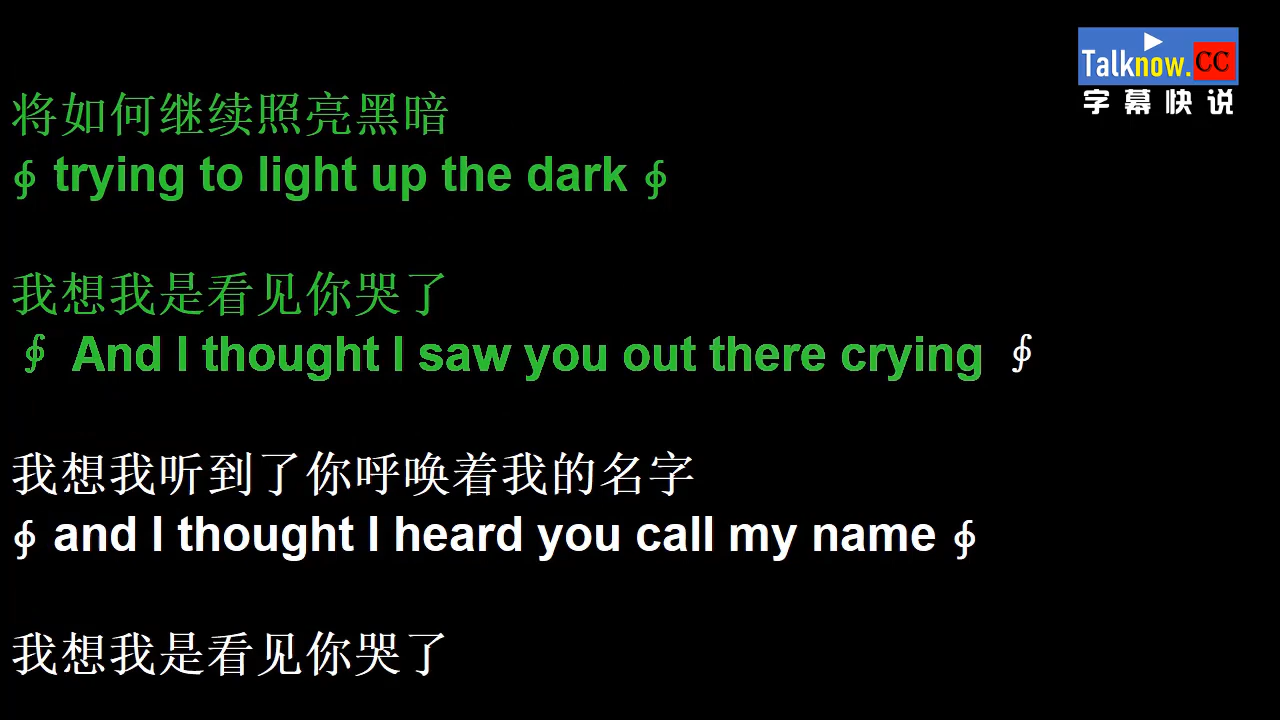 Talknow.CC
字幕快说
将如何继续照亮黑暗
∮ trying to light up the dark ∮
我想我是看见你哭了
∮ And I thought I saw you out there crying ∮
我想我听到了你呼唤着我的名字
∮ and I thought I heard you call my name ∮
我想我是看见你哭了